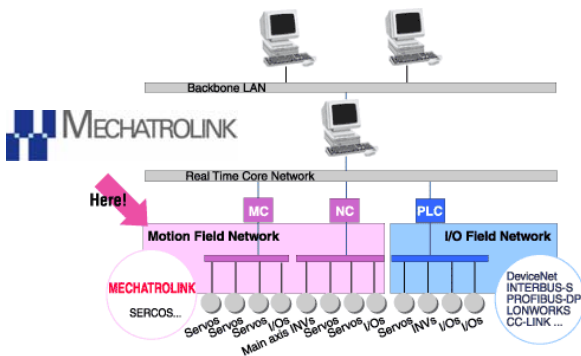 Backbone LAN
MECHATROLINK
Real Time Core Network
Here!
MC
NC
PLC
Motion Field Network
I/O Field Network
MECHATROLINK
SERCOS...
DeviceNet
INTERBUS-S
PROFIBUS-DP
LONWORKS
CC-LINK ...
Servos
Servos
Servos
I/Os
Main axis INVs
Servos
Servos
I/Os
Servos
INVs
I/Os
I/Os